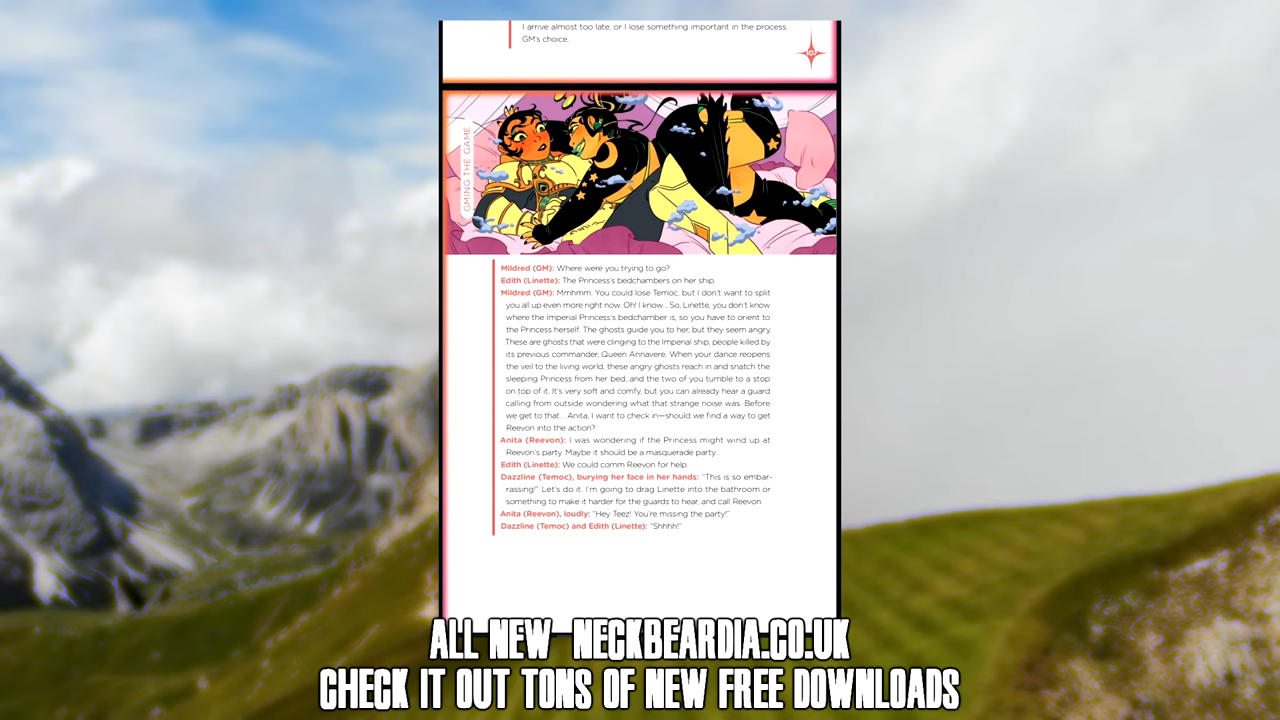 I arrive almost too late, or I lose something important in the process.
GM's choice.
107
GMING THE GAME
Mildred (GM): Where were you trying to go?
Edith (Linette): The Princess's bedchambers on her ship.
Mildred (GM): Mmhmm. You could lose Temoc, but I don't want to split
you all up even more right now. Oh! I know... So, Linette, you don't know
where the Imperial Princess's bedchamber is, so you have to orient to
the Princess herself. The ghosts guide you to her, but they seem angry.
These are ghosts that were clinging to the Imperial ship, people killed by
its previous commander, Queen Annavere. When your dance reopens
the veil to the living world, these angry ghosts reach in and snatch the
sleeping Princess from her bed, and the two of you tumble to a stop
on top of it. It's very soft and comfy, but you can already hear a guard
calling from outside wondering what that strange noise was. Before
we get to that... Anita, I want to check in—should we find a way to get
Reevon into the action?
Anita (Reevon): I was wondering if the Princess might wind up at
Reevon's party. Maybe it should be a masquerade party...
Edith (Linette): We could comm Reevon for help.
Dazzline (Temoc), burying her face in her hands: "This is so embar-
rassing!" Let's do it. I'm going to drag Linette into the bathroom or
something to make it harder for the guards to hear, and call Reevon.
Anita (Reevon), loudly: "Hey Teez! You're missing the party!"
Dazzline (Temoc) and Edith (Linette): "Shhhh!"
ALL NEW NECKBEARDIA.CO.UK
CHECK IT OUT TONS OF NEW FREE DOWNLOADS